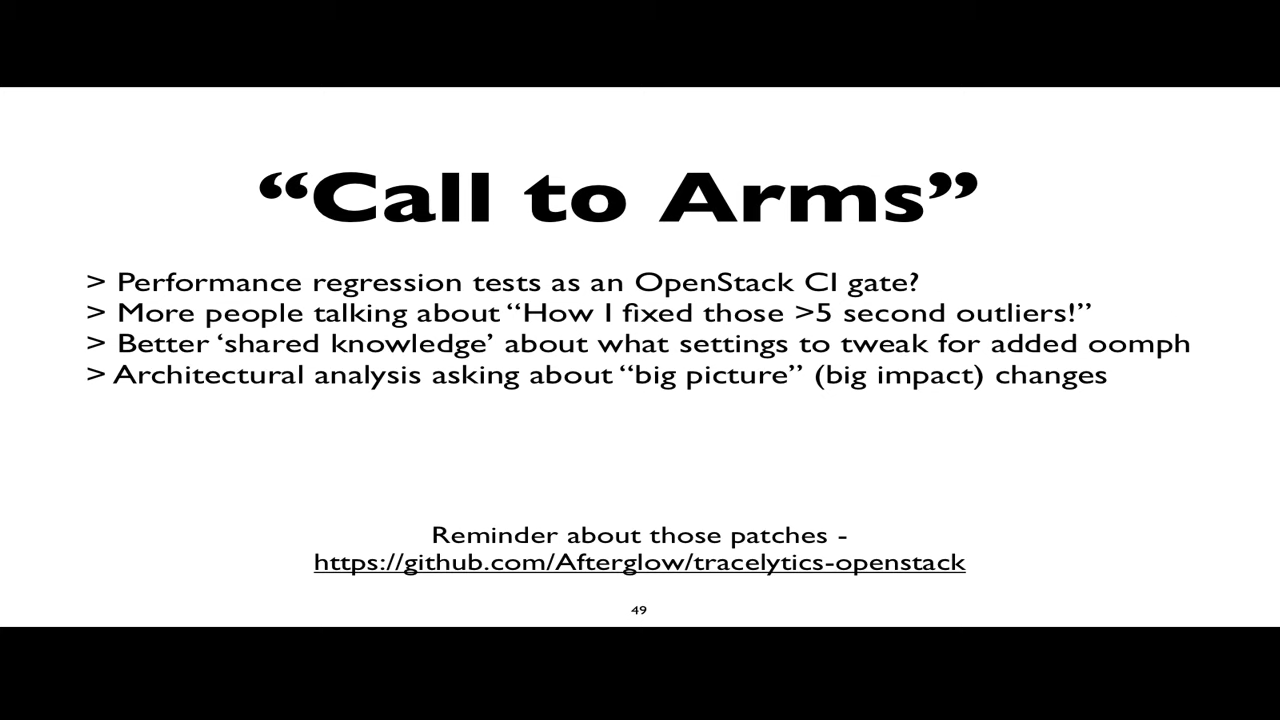 “Call to Arms”
> Performance regression tests as an OpenStack CI gate?
> More people talking about “How I fixed those >5 second outliers!”
> Better ‘shared knowledge’ about what settings to tweak for added oomph
> Architectural analysis asking about “big picture” (big impact) changes
Reminder about those patches -
https://github.com/Afterglow/tracelytics-openstack
49